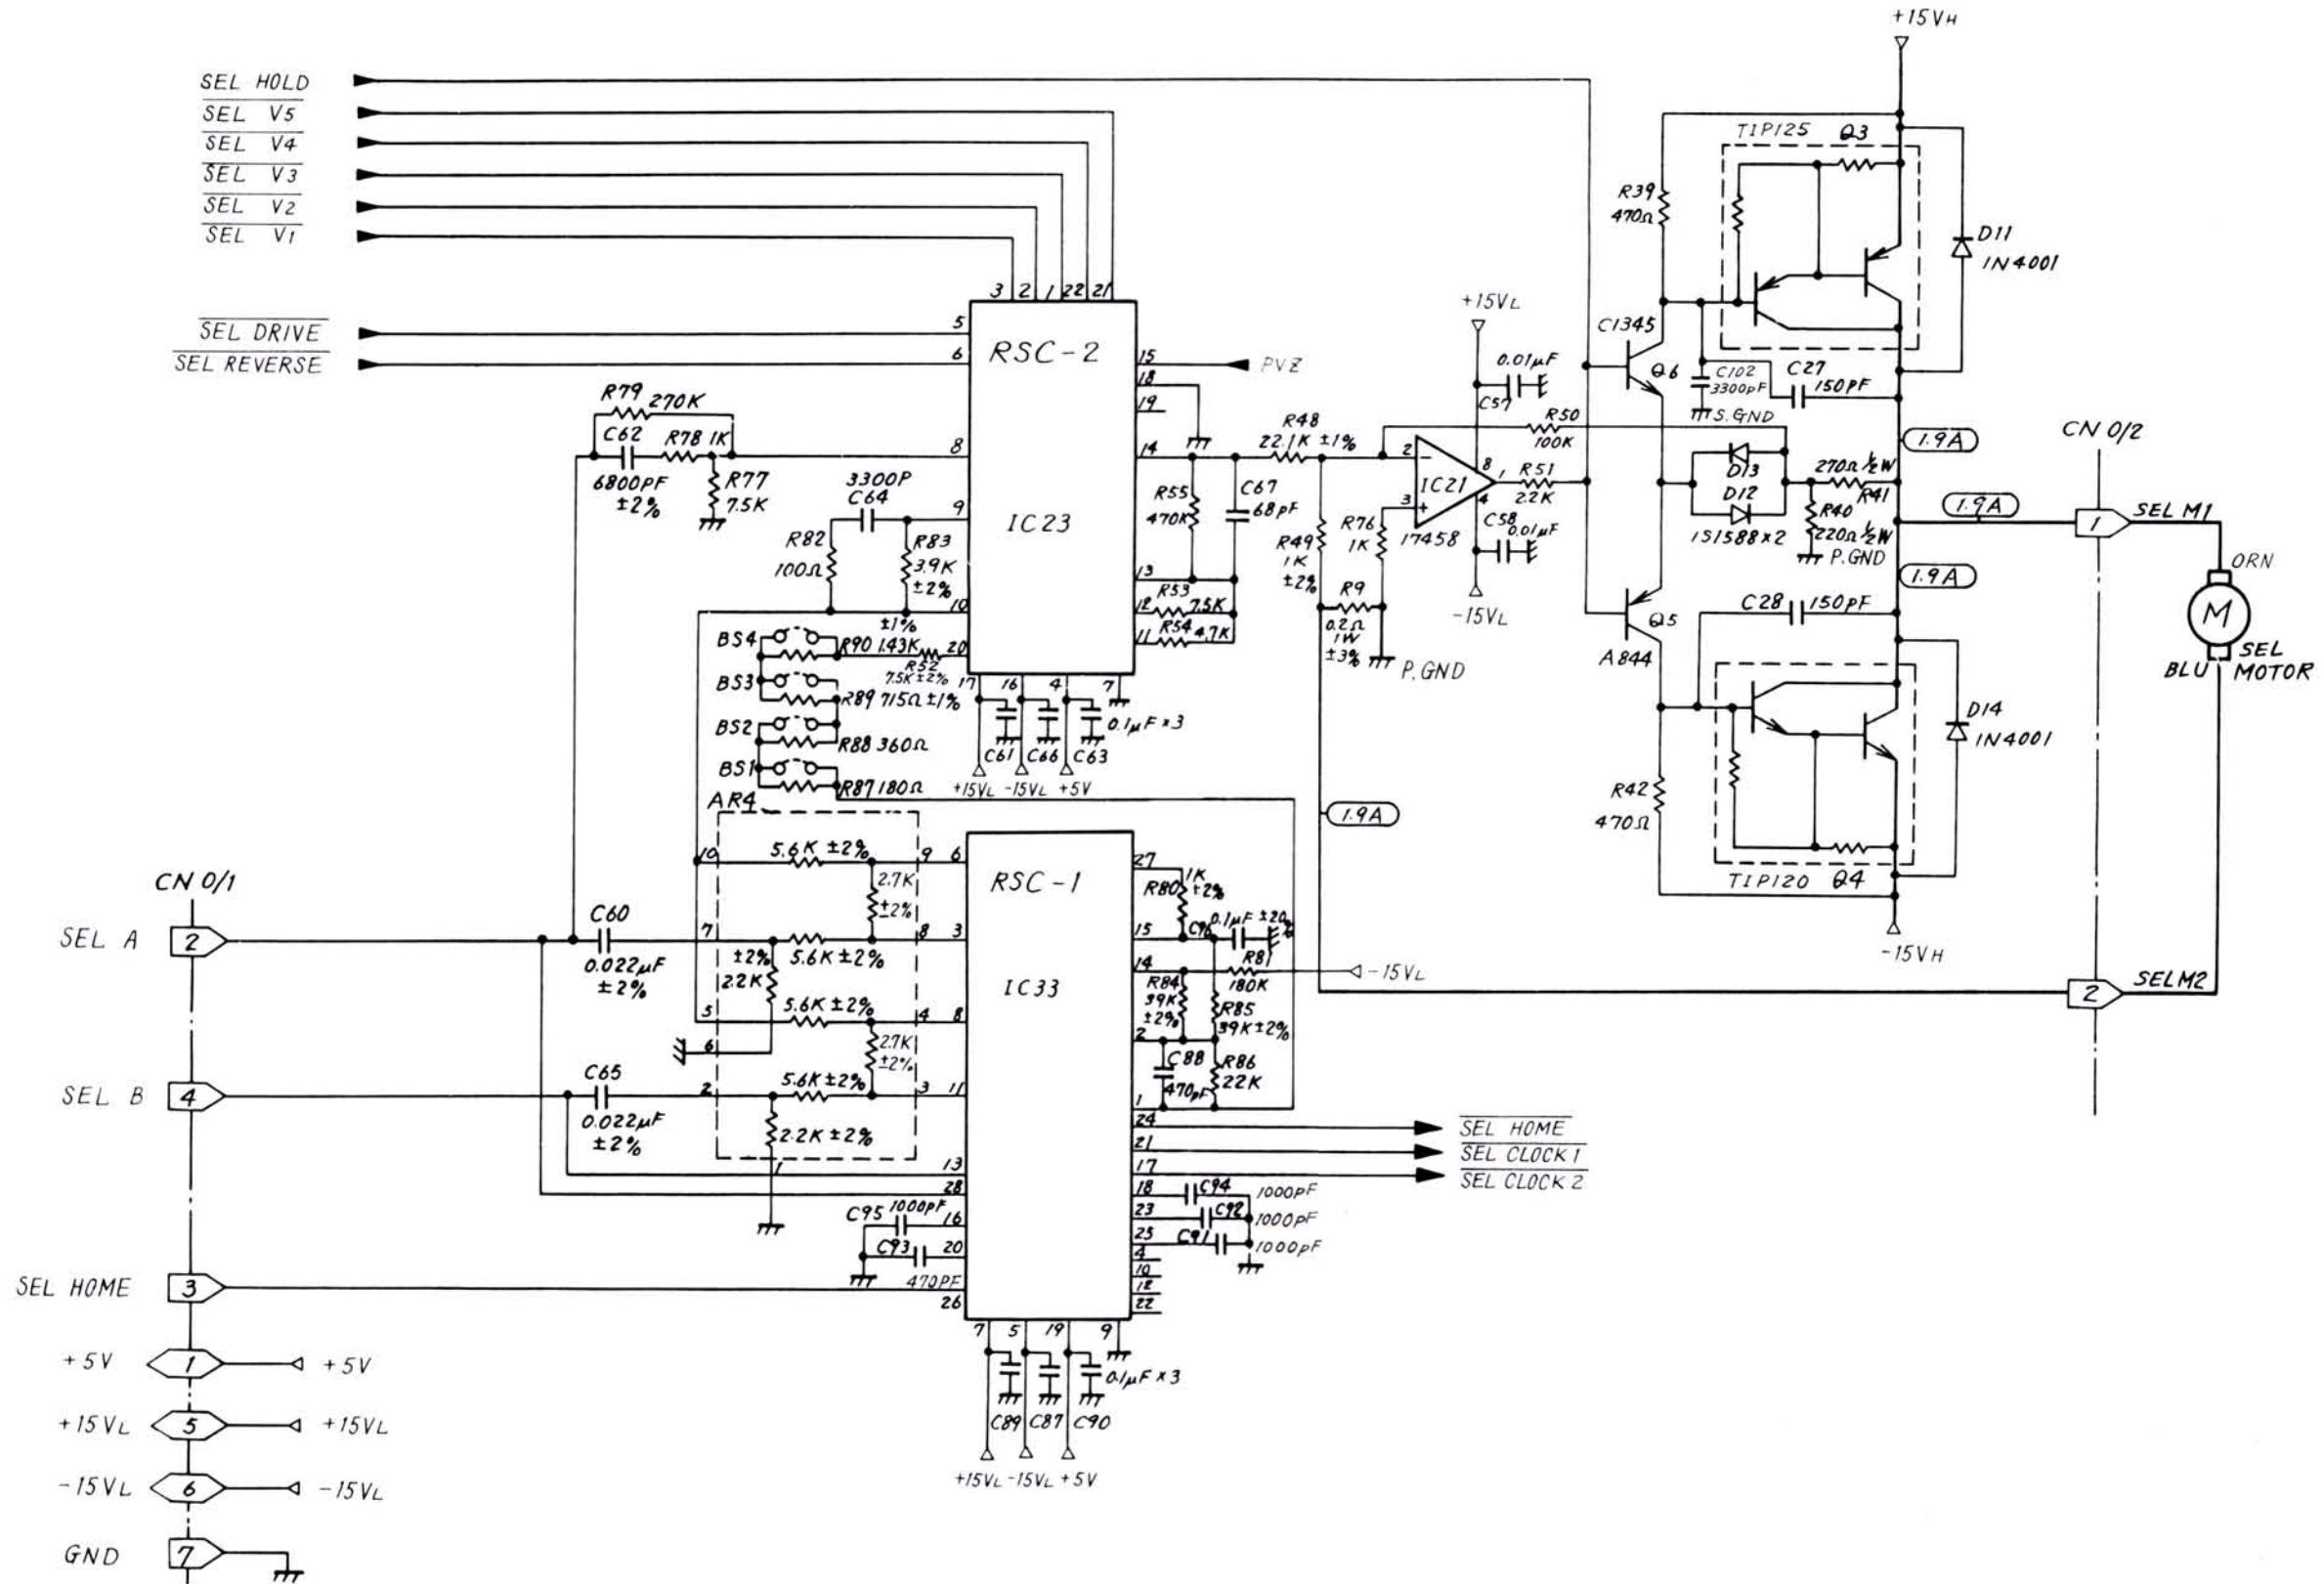 +15VH
SEL HOLD
SEL V5
SEL V4
SEL V3
SEL V2
SEL V1
SEL DRIVE
SEL REVERSE
3 2 1 22 21
5
6
RSC-2
IC23
15
PVZ
18
19
14
13
12
11
8
9
10
20
17 16 4 7
R79 270K
C62 R78 1K
6800PF
±2%
R77
7.5K
3300P
C64
R82
100Ω
R83
3.9K
±2%
±1%
BS4
R90 1.43K
R52
7.5K±2%
BS3
R89 715Ω±1%
BS2
R88 360Ω
BS1
R87 180Ω
C61 C66 C63
0.1µF×3
+15VL -15VL +5V
R55
470K
C67
68PF
R53 7.5K
R54 4.7K
R48
22.1K ±1%
R49
1K
±2%
R76
1K
R9
0.2Ω
1W
±3%
P.GND
+15VL
0.01µF
C57
R50
100K
2
3
8
1
4
IC21
17458
R51
22K
C58
0.01µF
-15VL
R39
470Ω
TIP125 Q3
D11
1N4001
C1345
Q6
C102
3300PF
S.GND
C27
150PF
1.9A
D13
D12
1S1588×2
270Ω ½W
R41
R40
220Ω ½W
P.GND
1.9A
1.9A
CN 0/2
1
SEL M1
ORN
M
SEL
BLU
MOTOR
Q5
A844
C28 150PF
D14
1N4001
R42
470Ω
TIP120 Q4
-15VH
2
SELM2
1.9A
AR4
10
5.6K ±2%
9 6
2.7K
±2%
7
8 3
±2%
2.2K
5.6K±2%
5
5.6K±2%
4 8
6
2.7K
±2%
2
5.6K±2%
3 11
2.2K±2%
1
CN 0/1
SEL A
2
C60
0.022µF
±2%
SEL B
4
C65
0.022µF
±2%
13
28
C95 1000PF
16
C93
20
470PF
26
SEL HOME
3
RSC-1
IC33
27
R80
1K
±2%
15
C96
0.1µF ±20%
14
R81
180K
-15VL
R84
39K
±2%
R85
39K±2%
2
C88
470PF
R86
22K
1
24
SEL HOME
21
SEL CLOCK 1
17
SEL CLOCK 2
18
C94
1000PF
23
C92
1000PF
25
C91
1000PF
4
10
12
22
7 5 19 9
0.1µF×3
C89 C87 C90
+15VL -15VL +5V
+5V
1
+5V
+15VL
5
+15VL
-15VL
6
-15VL
GND
7